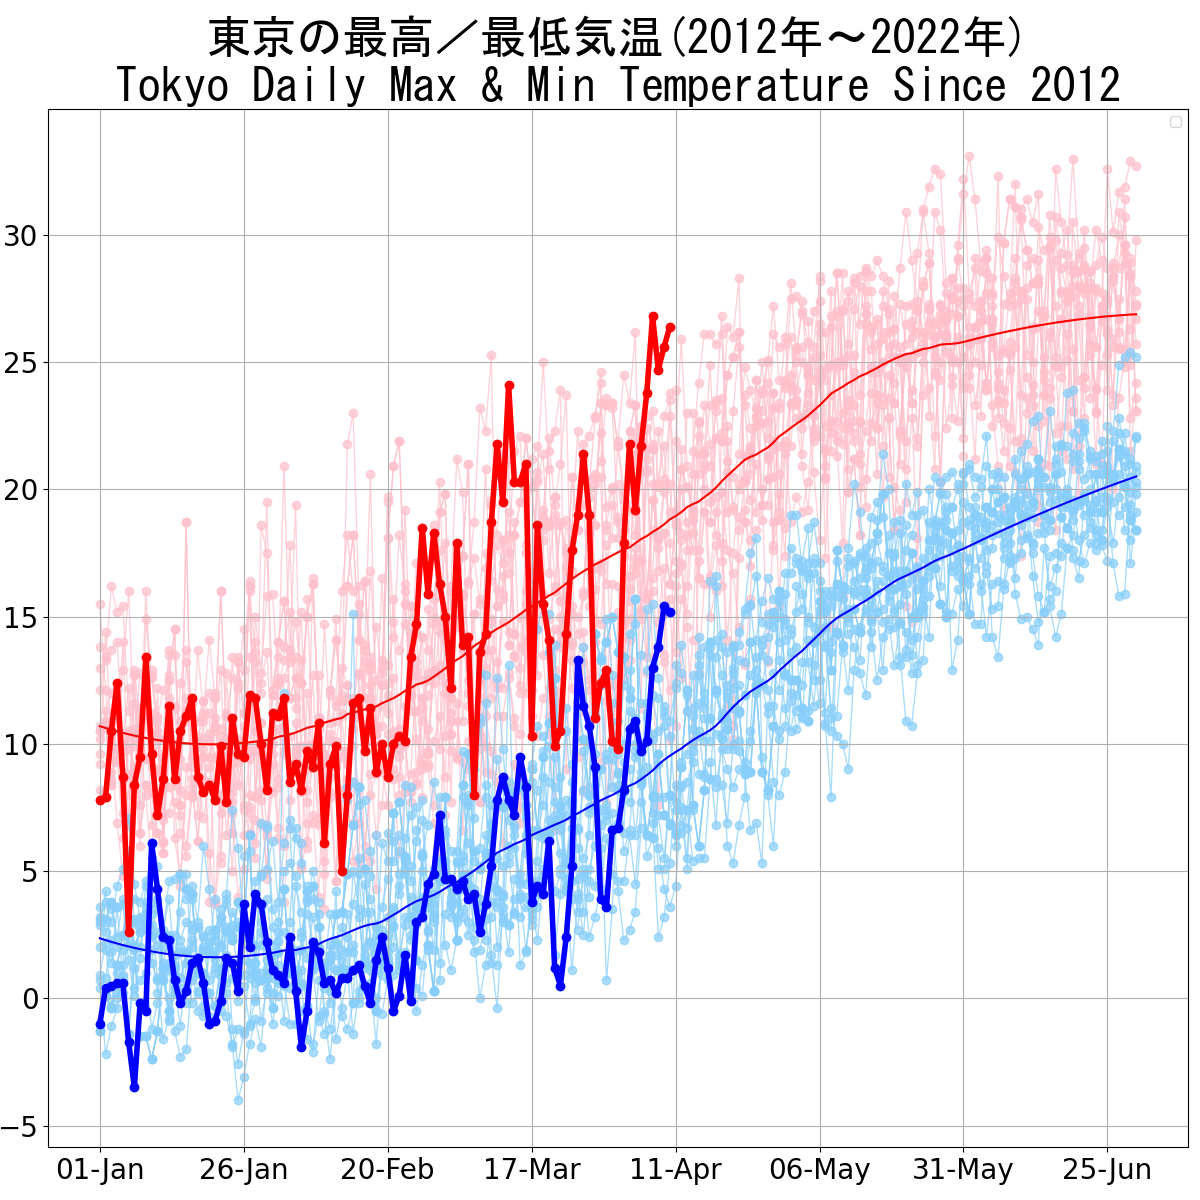 東京の最高／最低気温(2012年～2022年)
Tokyo Daily Max & Min Temperature Since 2012
30
25
20
15
10
5
0
−5
01-Jan 26-Jan 20-Feb 17-Mar 11-Apr 06-May 31-May 25-Jun